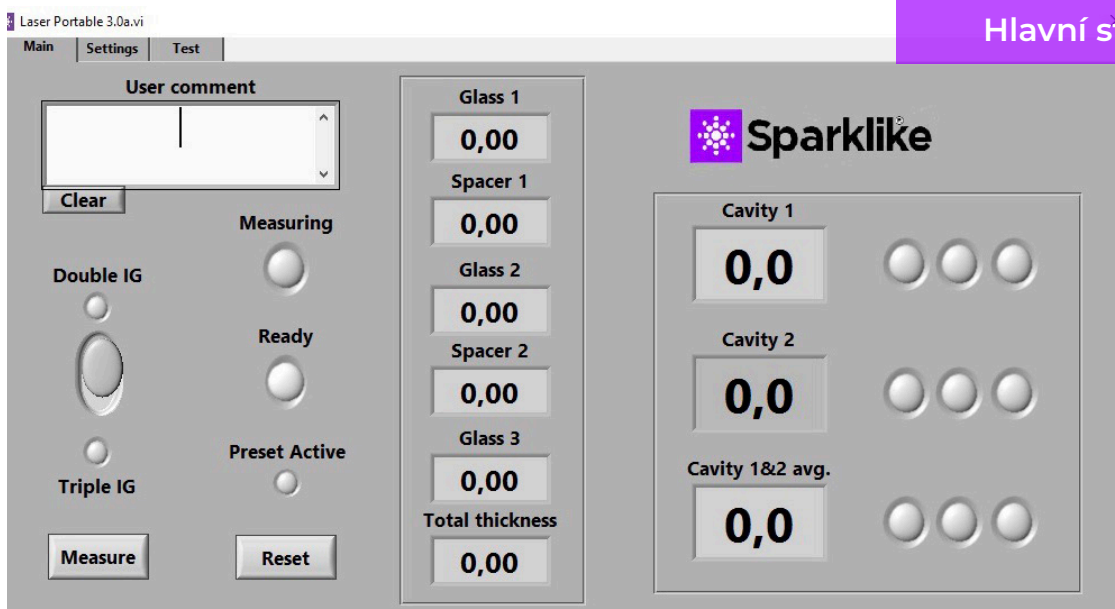 Laser Portable 3.0a.vi
Hlavní
Main Settings Test
User comment
Clear
Measuring
Double IG
Ready
Preset Active
Triple IG
Measure
Reset
Glass 1
0,00
Spacer 1
0,00
Glass 2
0,00
Spacer 2
0,00
Glass 3
0,00
Total thickness
0,00
Sparklike
Cavity 1
0,0
Cavity 2
0,0
Cavity 1&2 avg.
0,0